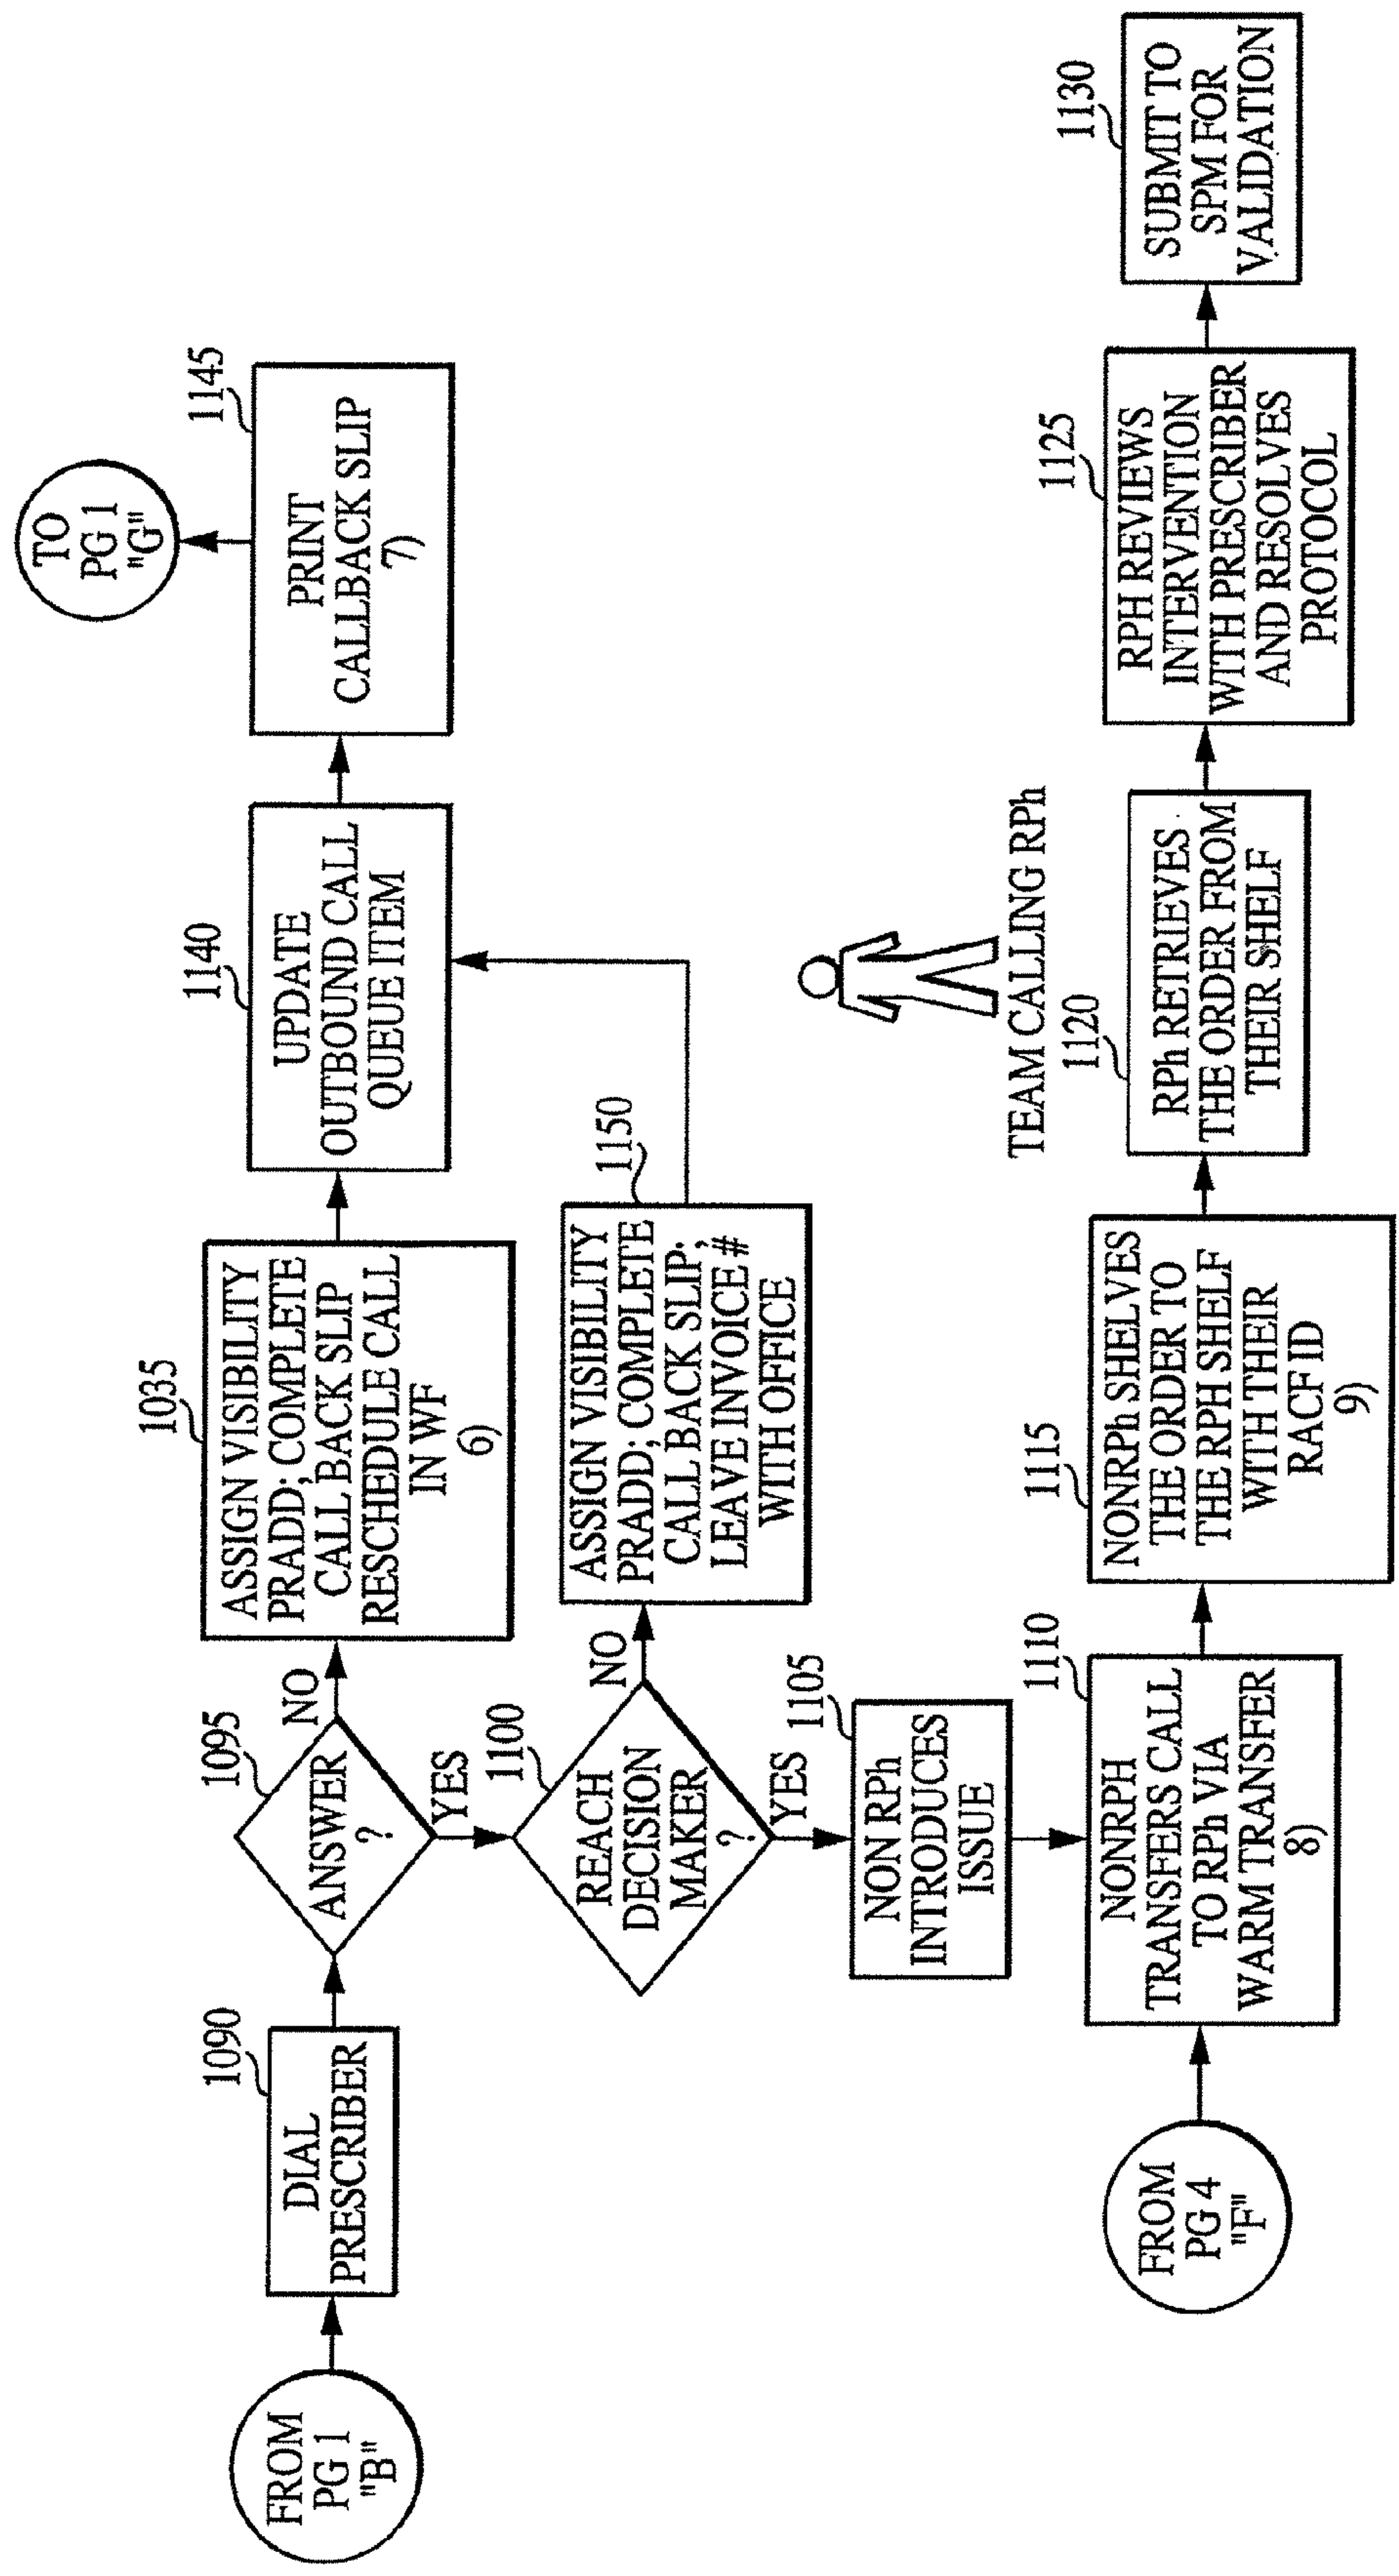 FROM
PG 1
"B"
1090
DIAL
PRESCRIBER
1095
ANSWER
?
NO
YES
1035
ASSIGN VISIBILITY
PRADD; COMPLETE
CALL BACK SLIP
RESCHEDULE CALL
IN WF
6)
1140
UPDATE
OUTBOUND CALL
QUEUE ITEM
1145
PRINT
CALLBACK SLIP
7)
TO
PG 1
"G"
1100
REACH
DECISION
MAKER
?
NO
YES
1150
ASSIGN VISIBILITY
PRADD; COMPLETE
CALL BACK SLIP;
LEAVE INVOICE #
WITH OFFICE
1105
NON RPh
INTRODUCES
ISSUE
FROM
PG 4
"F"
1110
NONRPH
TRANSFERS CALL
TO RPh VIA
WARM TRANSFER
8)
1115
NONRPh SHELVES
THE ORDER TO
THE RPH SHELF
WITH THEIR
RACF ID
9)
TEAM CALLING RPh
1120
RPh RETRIEVES
THE ORDER FROM
THEIR SHELF
1125
RPH REVIEWS
INTERVENTION
WITH PRESCRIBER
AND RESOLVES
PROTOCOL
1130
SUBMIT TO
SPM FOR
VALIDATION